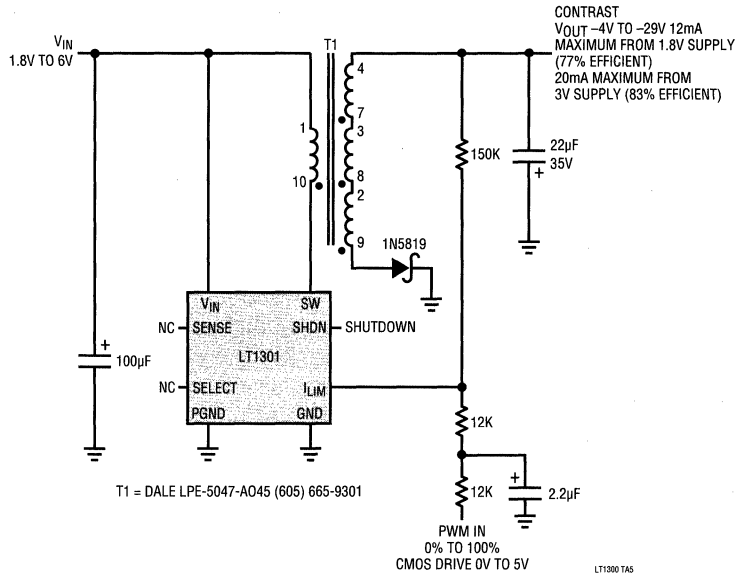 CONTRAST
VOUT –4V TO –29V 12mA
MAXIMUM FROM 1.8V SUPPLY
(77% EFFICIENT)
20mA MAXIMUM FROM
3V SUPPLY (83% EFFICIENT)
VIN
1.8V TO 6V
T1
4
7
3
8
2
9
1
10
150K
22µF
35V
+
1N5819
VIN
SW
NC
SENSE
SHDN
SHUTDOWN
LT1301
NC
SELECT
ILIM
PGND
GND
+
100µF
12K
12K
+
2.2µF
T1 = DALE LPE-5047-AO45 (605) 665-9301
PWM IN
0% TO 100%
CMOS DRIVE 0V TO 5V
LT1300 TA5